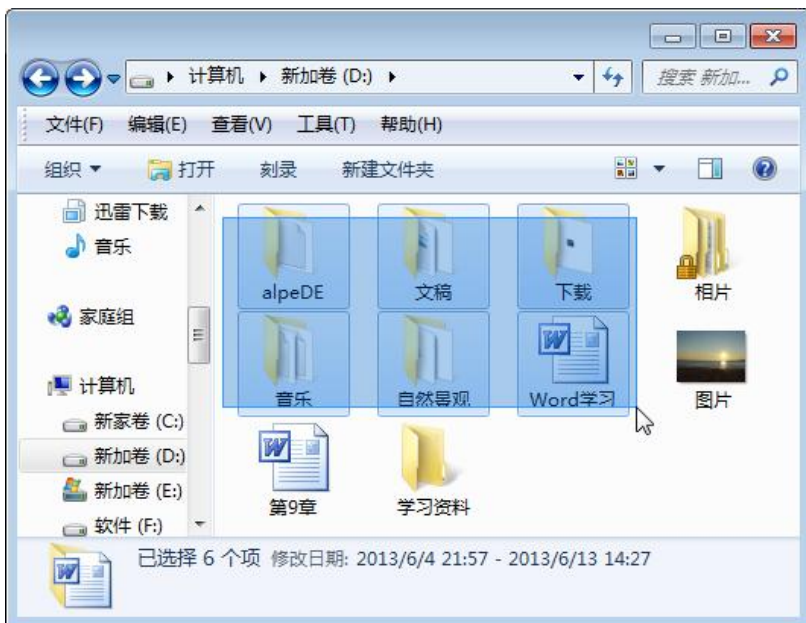 计算机 新加卷 (D:) 搜索 新加...
文件(F) 编辑(E) 查看(V) 工具(T) 帮助(H)
组织 打开 刻录 新建文件夹
迅雷下载
音乐
家庭组
计算机
新家卷 (C:)
新加卷 (D:)
新加卷 (E:)
软件 (F:)
alpeDE 文稿 下载 相片
音乐 自然景观 Word学习 图片
第9章 学习资料
已选择 6 个项 修改日期: 2013/6/4 21:57 - 2013/6/13 14:27